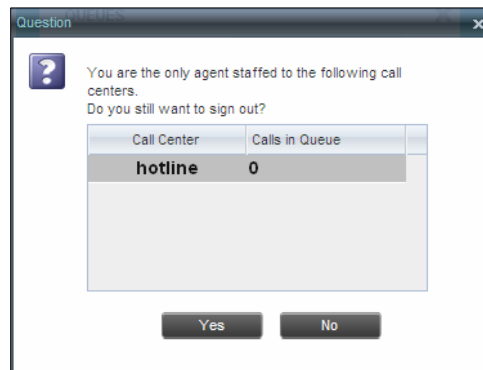 Question
QUEUES
You are the only agent staffed to the following call
centers.
Do you still want to sign out?
Call Center Calls in Queue
hotline 0
Yes No